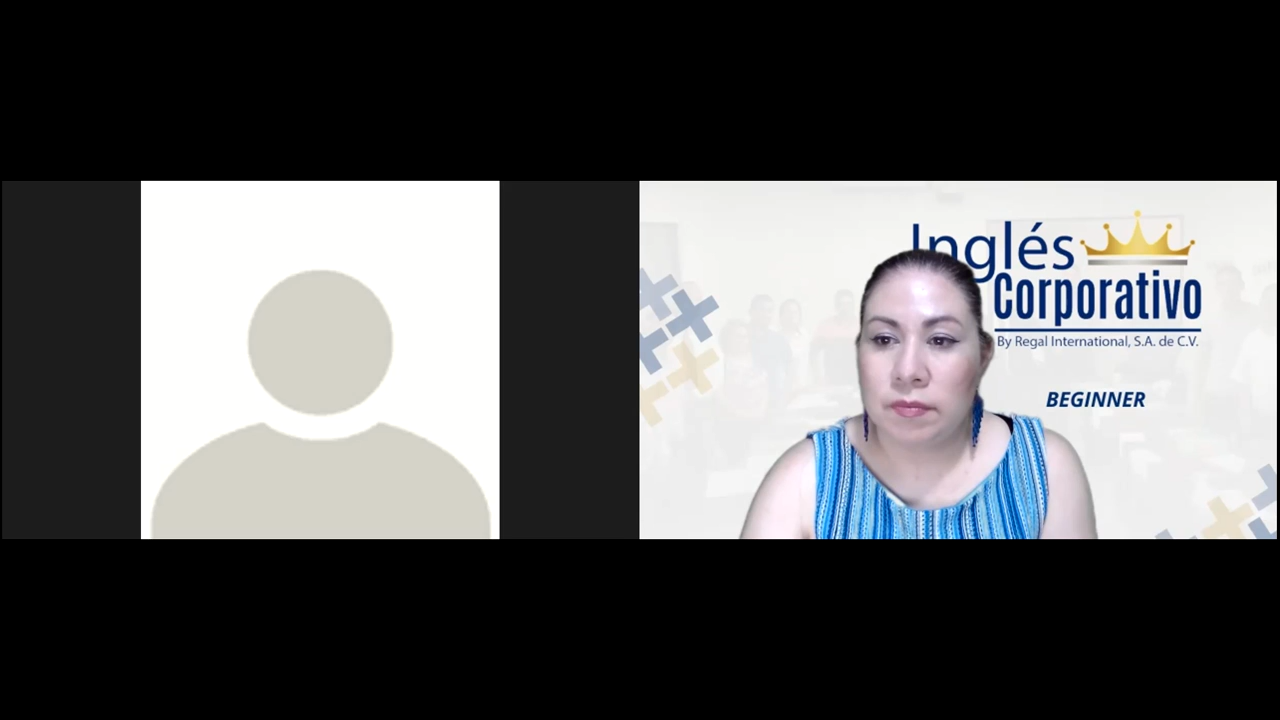 Inglés
Corporativo
By Regal International, S.A. de C.V.
BEGINNER